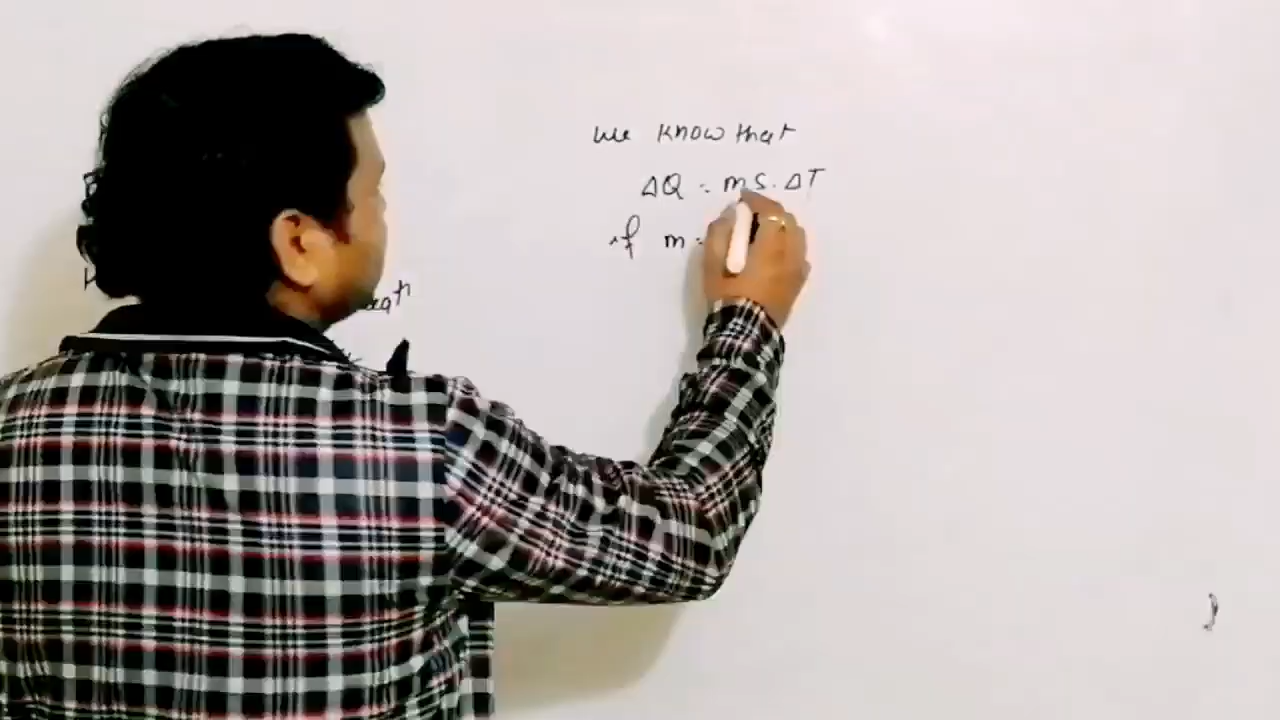 we know that
ΔQ = ms. ΔT
if m =